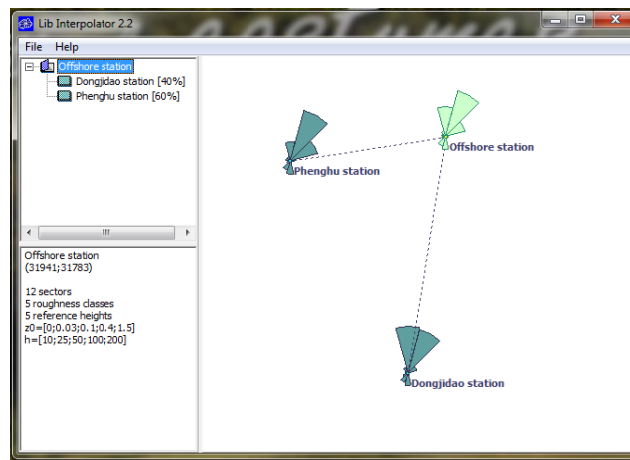 Lib Interpolator 2.2
File Help
Offshore station
Dongjidao station [40%]
Phenghu station [60%]
Offshore station
(31941;31783)
12 sectors
5 roughness classes
5 reference heights
z0=[0;0.03;0.1;0.4;1.5]
h=[10;25;50;100;200]
Offshore station
Phenghu station
Dongjidao station